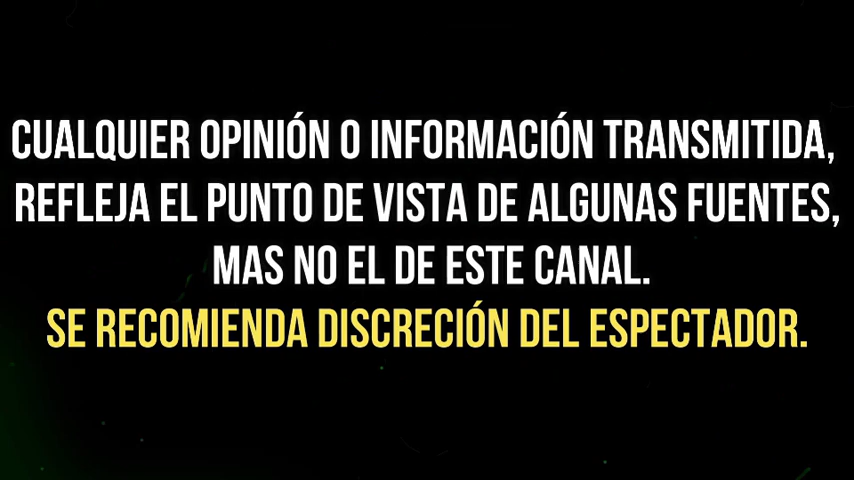 CUALQUIER OPINIÓN O INFORMACIÓN TRANSMITIDA,
REFLEJA EL PUNTO DE VISTA DE ALGUNAS FUENTES,
MAS NO EL DE ESTE CANAL.
SE RECOMIENDA DISCRECIÓN DEL ESPECTADOR.